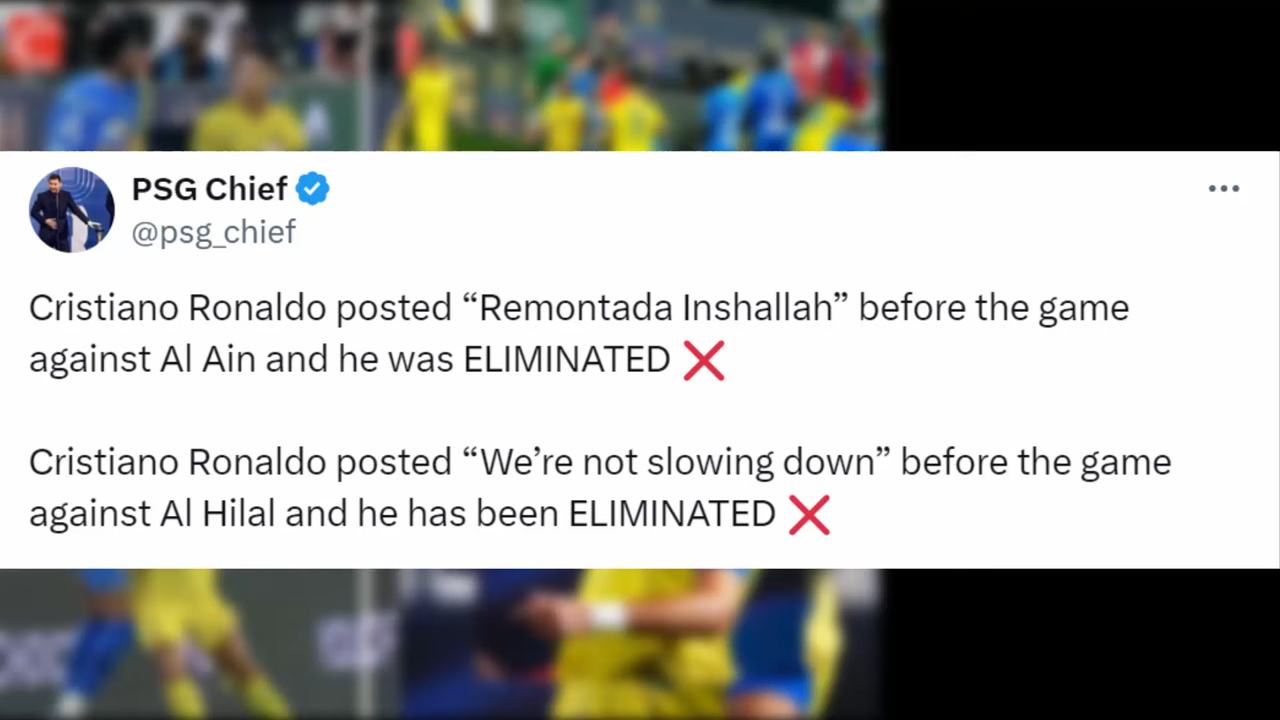 PSG Chief
@psg_chief
Cristiano Ronaldo posted “Remontada Inshallah” before the game
against Al Ain and he was ELIMINATED ❌
Cristiano Ronaldo posted “We’re not slowing down” before the game
against Al Hilal and he has been ELIMINATED ❌